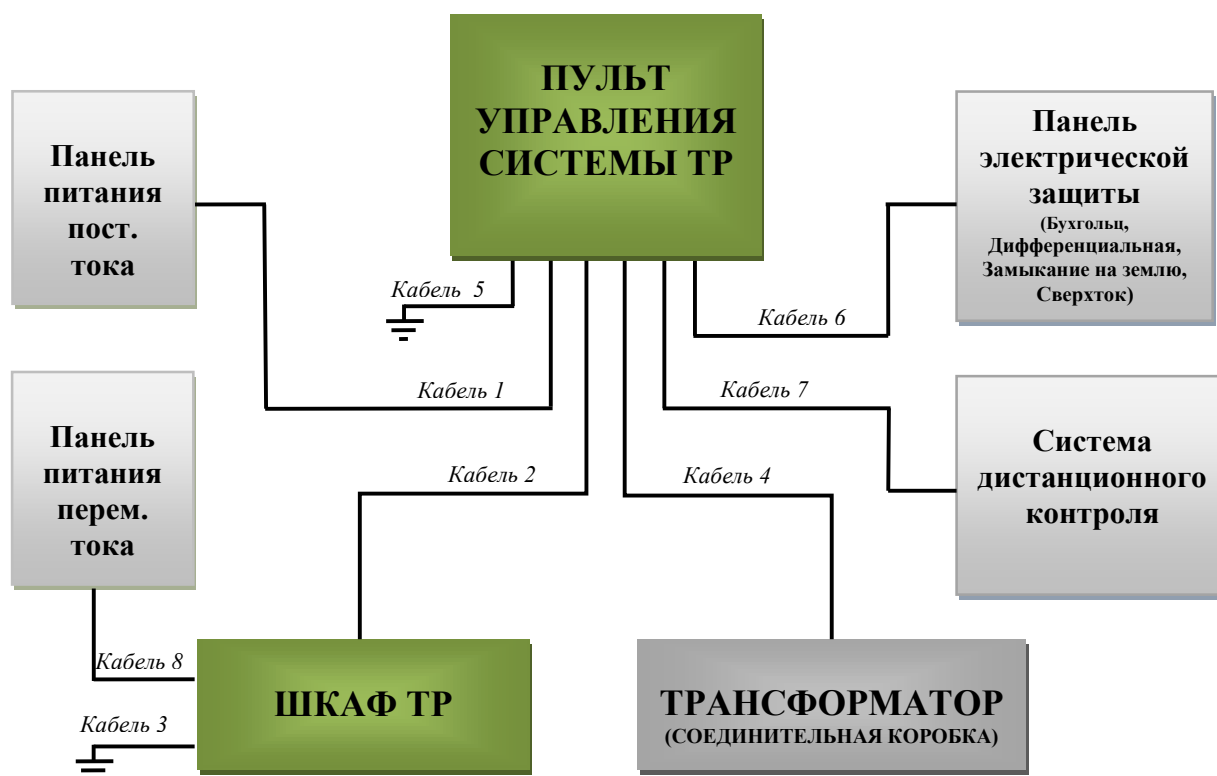 ПУЛЬТ
УПРАВЛЕНИЯ
СИСТЕМЫ ТР
Панель
питания
пост.
тока
Панель
электрической
защиты
(Бухгольц,
Дифференциальная,
Замыкание на землю,
Сверхток)
Кабель 5
Кабель 6
Кабель 1
Кабель 7
Панель
питания
перем.
тока
Система
дистанционного
контроля
Кабель 2
Кабель 4
Кабель 8
Кабель 3
ШКАФ ТР
ТРАНСФОРМАТОР
(СОЕДИНИТЕЛЬНАЯ КОРОБКА)